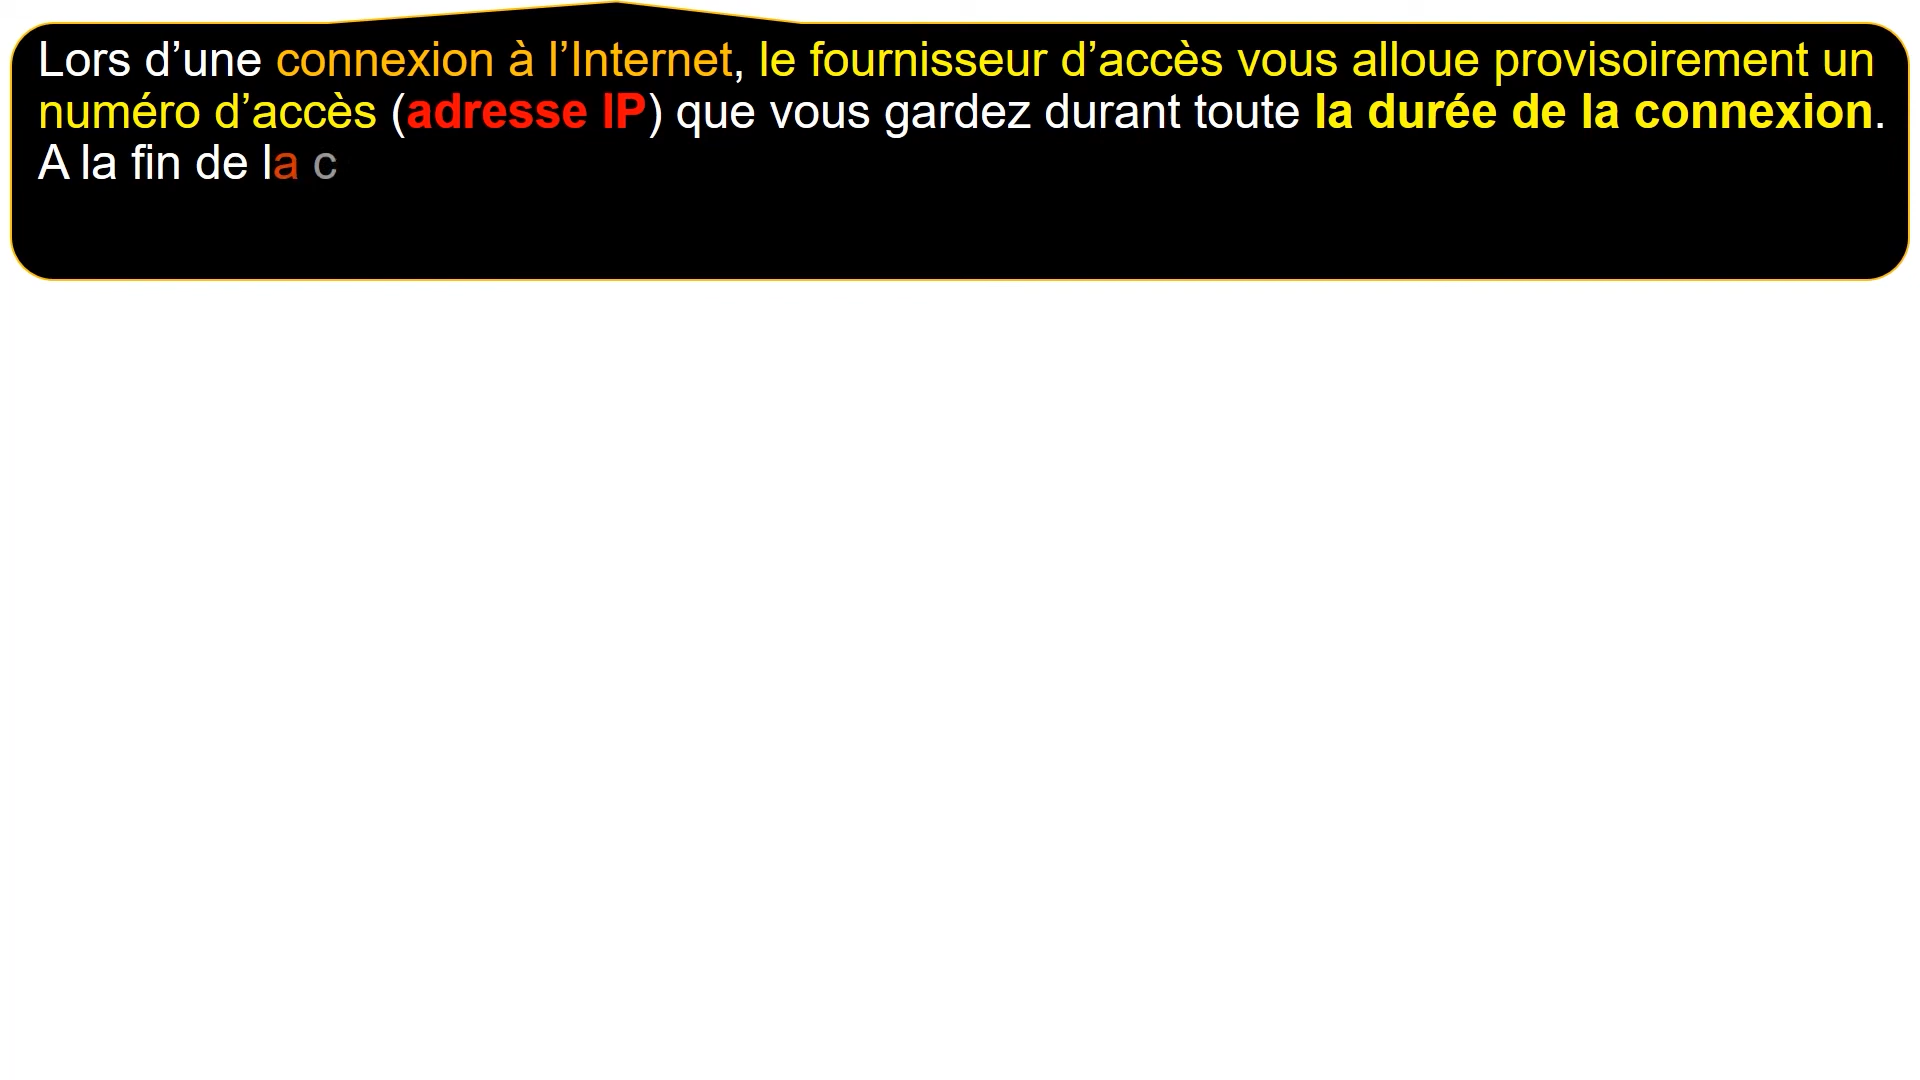 Lors d’une connexion à l’Internet, le fournisseur d’accès vous alloue provisoirement un
numéro d’accès (adresse IP) que vous gardez durant toute la durée de la connexion.
A la fin de la c